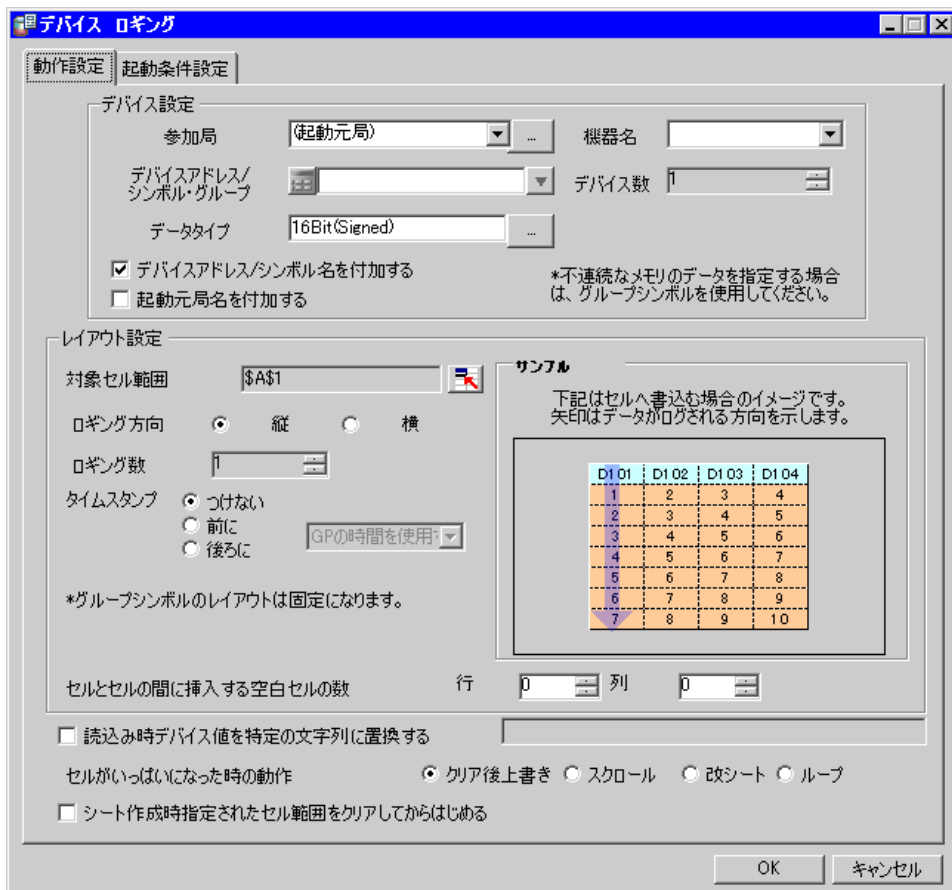 デバイス ロギング
動作設定 起動条件設定
デバイス設定
参加局 (起動元局) ... 機器名
デバイスアドレス/
シンボル・グループ デバイス数 1
データタイプ 16Bit(Signed) ...
デバイスアドレス/シンボル名を付加する
起動元局名を付加する
*不連続なメモリのデータを指定する場合
は、グループシンボルを使用してください。
レイアウト設定
対象セル範囲 $A$1
ロギング方向 縦 横
ロギング数 1
タイムスタンプ つけない
前に
後ろに
GPの時間を使用
*グループシンボルのレイアウトは固定になります。
サンプル
下記はセルへ書込む場合のイメージです。
矢印はデータがログされる方向を示します。
D101 D102 D103 D104
1 2 3 4
2 3 4 5
3 4 5 6
4 5 6 7
5 6 7 8
6 7 8 9
7 8 9 10
セルとセルの間に挿入する空白セルの数 行 0 列 0
読込み時デバイス値を特定の文字列に置換する
セルがいっぱいになった時の動作 クリア後上書き スクロール 改シート ループ
シート作成時指定されたセル範囲をクリアしてからはじめる
OK キャンセル